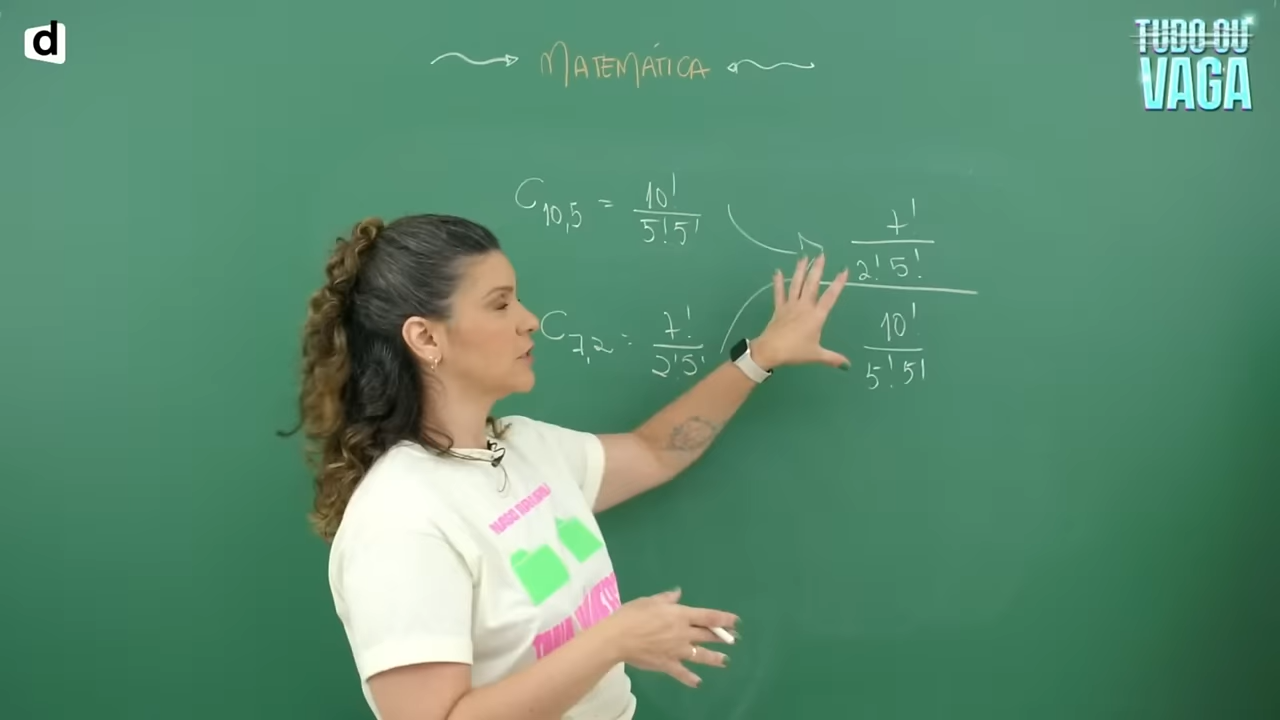 d
TUDO OU
VAGA
MATEMÁTICA
C10,5 = 10!/5!5!
C7,2 = 7!/2!5!
7!
2! 5!
10!
5! 5!